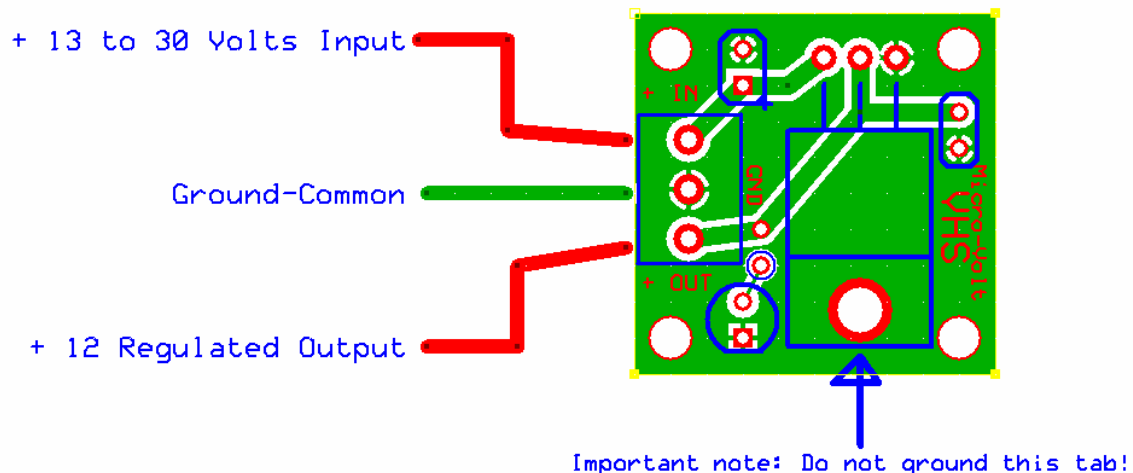 + 13 to 30 Volts Input
+ IN
Ground-Common
GND
Micro-Volt
VHS
+ OUT
+ 12 Regulated Output
Important note: Do not ground this tab!